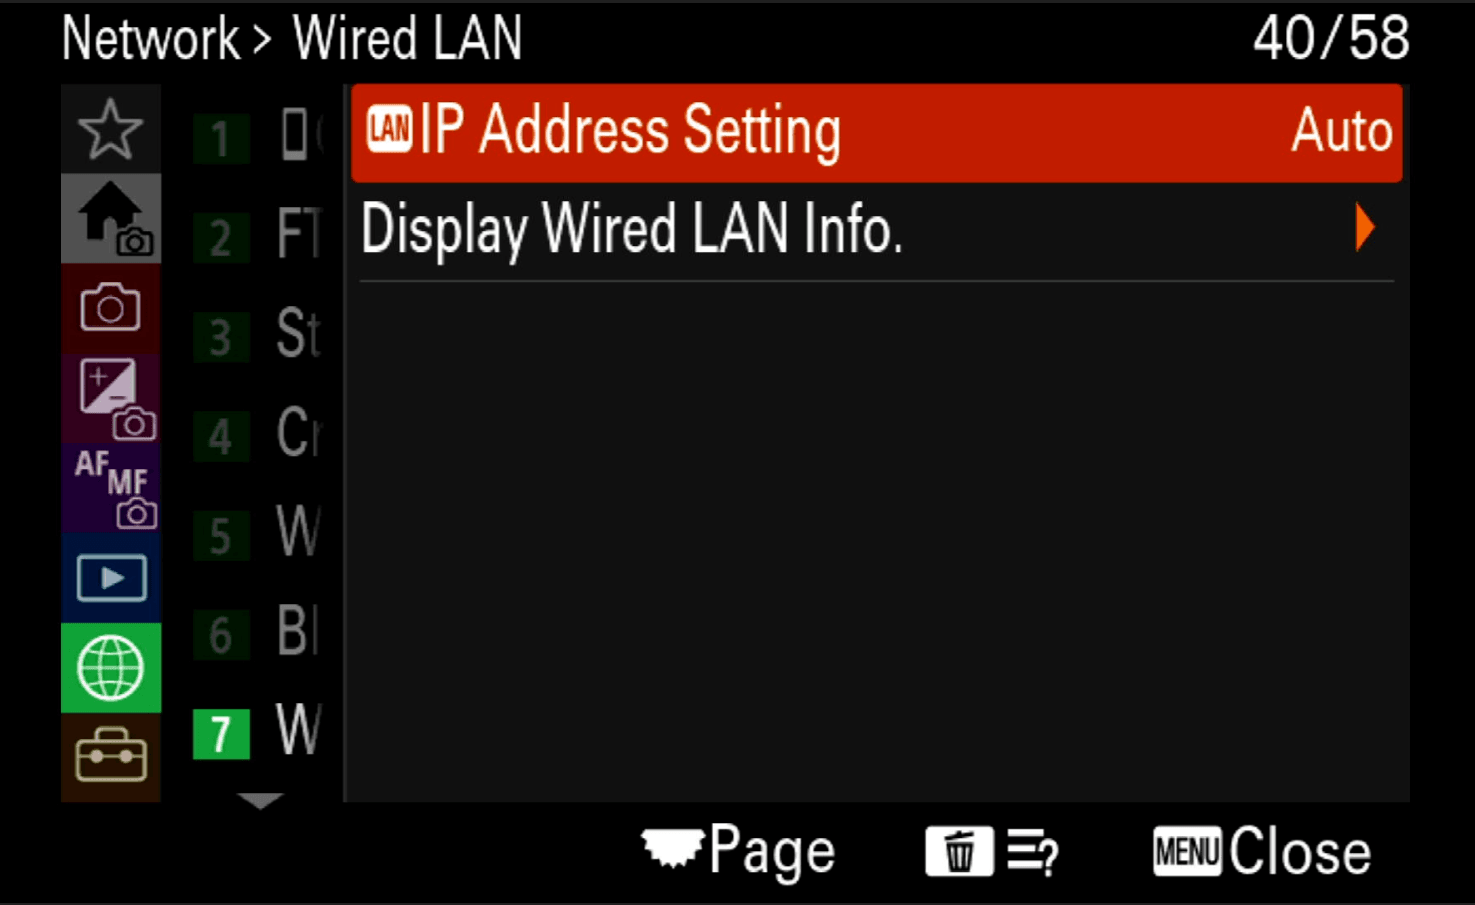 Network > Wired LAN
40/58
LAN IP Address Setting
Auto
Display Wired LAN Info.
1
2 FT
3 St
4 Cr
5 W
6 Bl
7 W
AF MF
Page
?
MENU Close